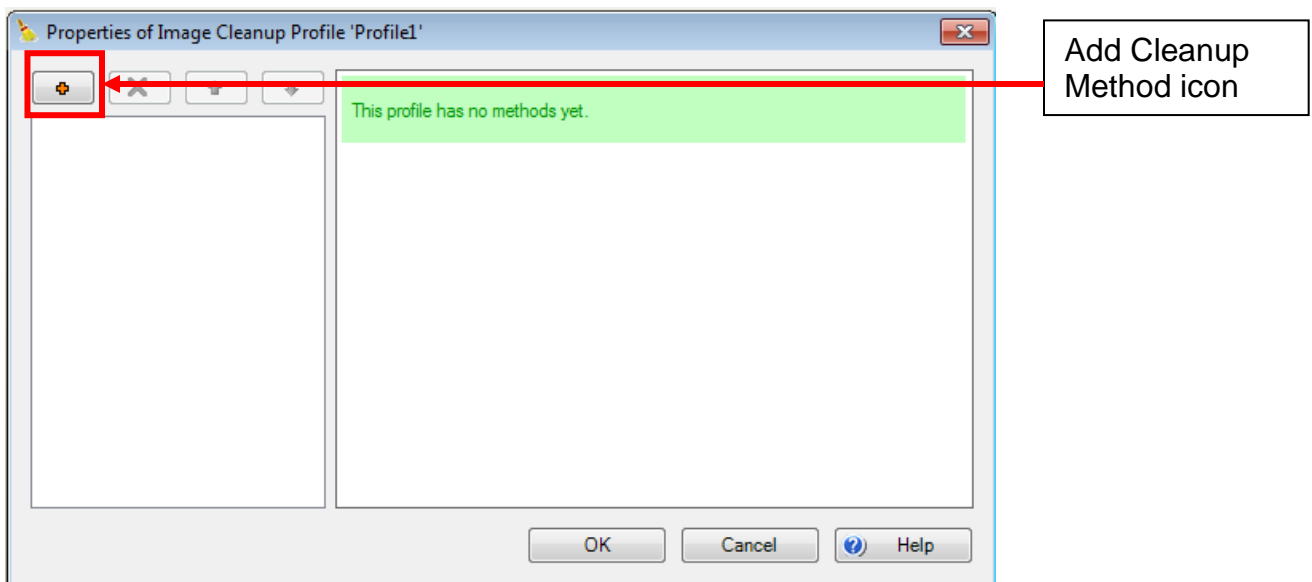 Properties of Image Cleanup Profile 'Profile1'
Add Cleanup
Method icon
This profile has no methods yet.
OK
Cancel
Help